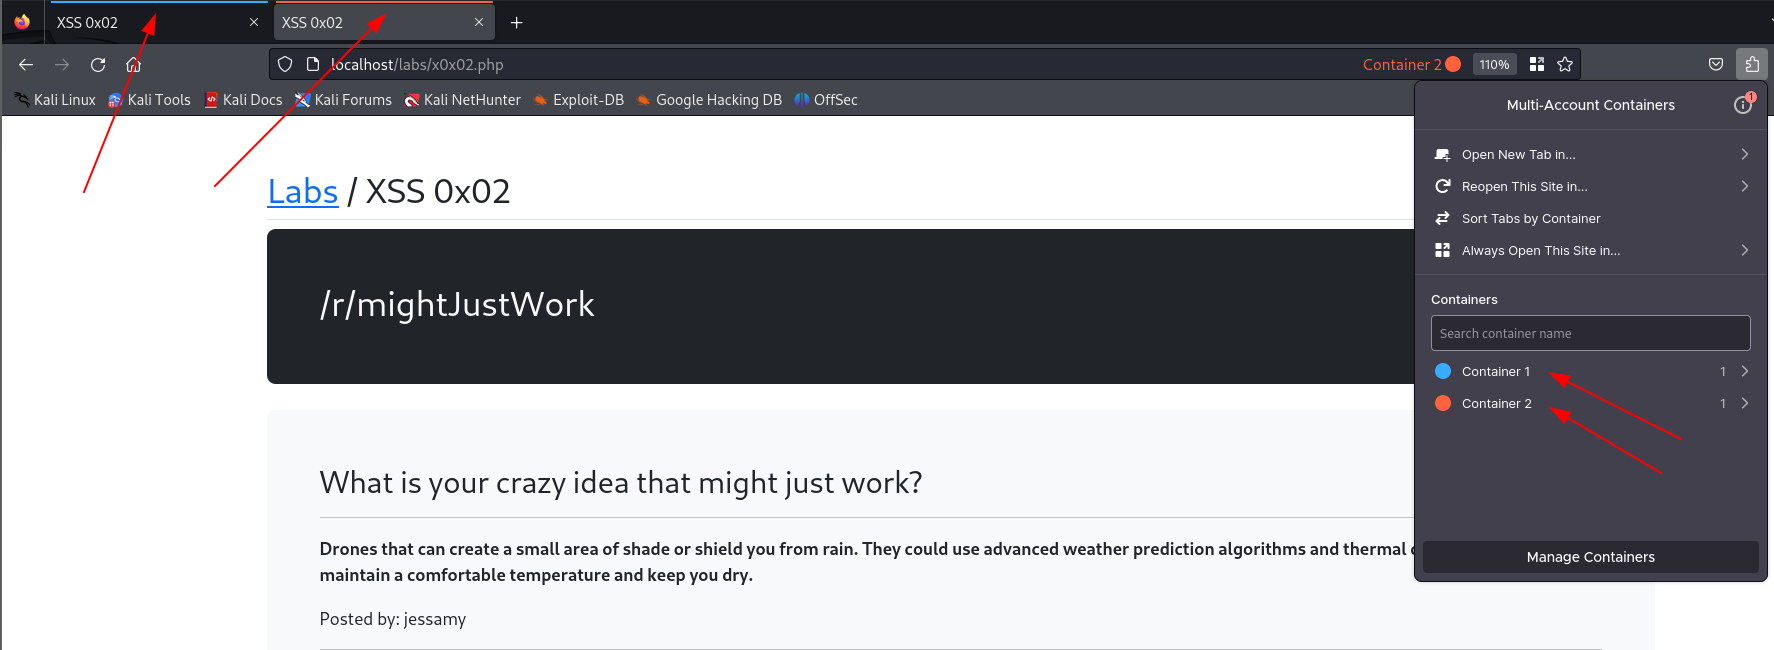 XSS 0x02
XSS 0x02
localhost/labs/x0x02.php
Container 2
110%
Kali Linux
Kali Tools
Kali Docs
Kali Forums
Kali NetHunter
Exploit-DB
Google Hacking DB
OffSec
Labs / XSS 0x02
/r/mightJustWork
What is your crazy idea that might just work?
Drones that can create a small area of shade or shield you from rain. They could use advanced weather prediction algorithms and thermal
maintain a comfortable temperature and keep you dry.
Posted by: jessamy
Multi-Account Containers
1
Open New Tab in...
Reopen This Site in...
Sort Tabs by Container
Always Open This Site in...
Containers
Search container name
Container 1 1
Container 2 1
Manage Containers